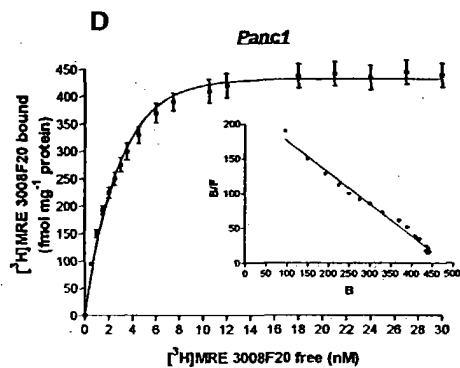 D
Panc1
[³H]MRE 3008F20 bound
(fmol mg⁻¹ protein)
450
400
350
300
250
200
150
100
50
0
0 2 4 6 8 10 12 14 16 18 20 22 24 26 28 30
[³H]MRE 3008F20 free (nM)
B/F
200
150
100
50
0
0 50 100 150 200 250 300 350 400 450 500
B